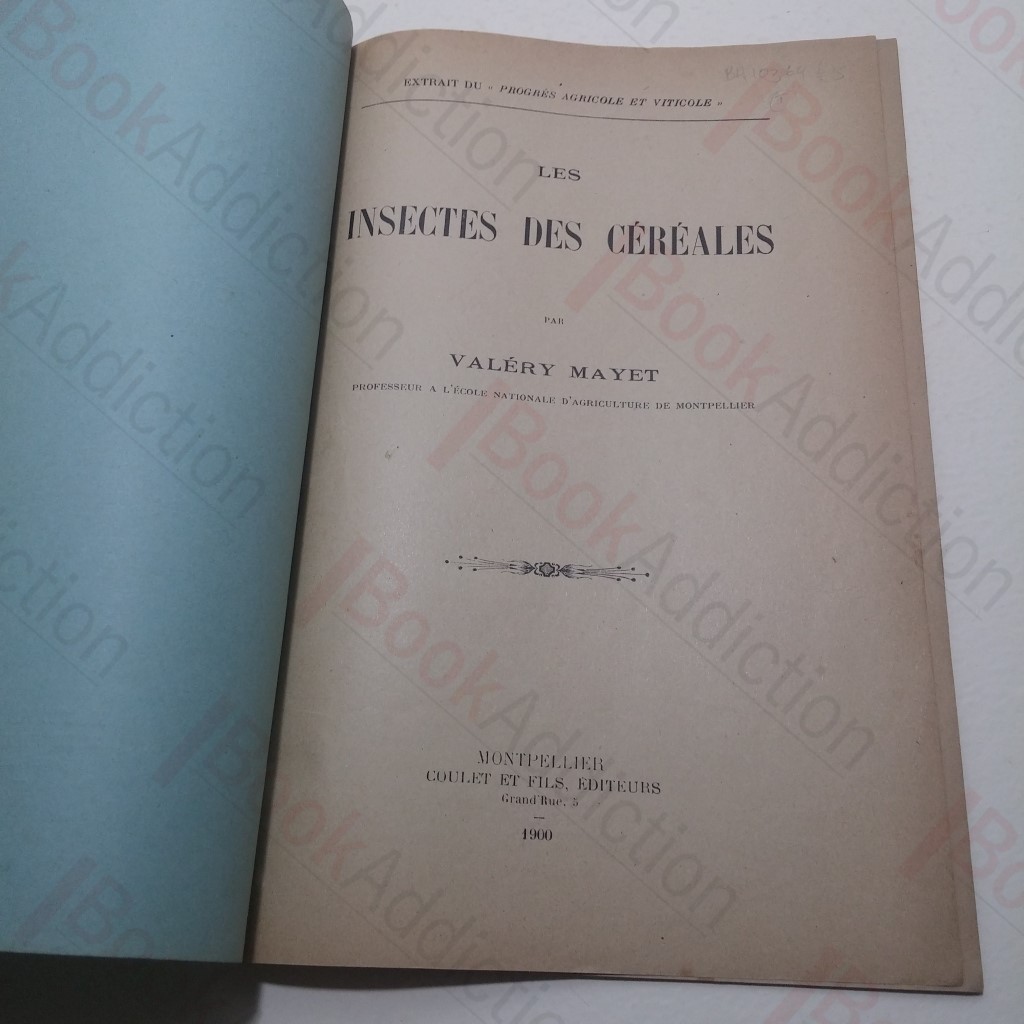 EXTRAIT DU « PROGRÈS AGRICOLE ET VITICOLE »
LES
INSECTES DES CÉRÉALES
PAR
VALÉRY MAYET
PROFESSEUR A L'ÉCOLE NATIONALE D'AGRICULTURE DE MONTPELLIER
MONTPELLIER
COULET ET FILS, ÉDITEURS
Grand'Rue, 5
1900
BookAddiction